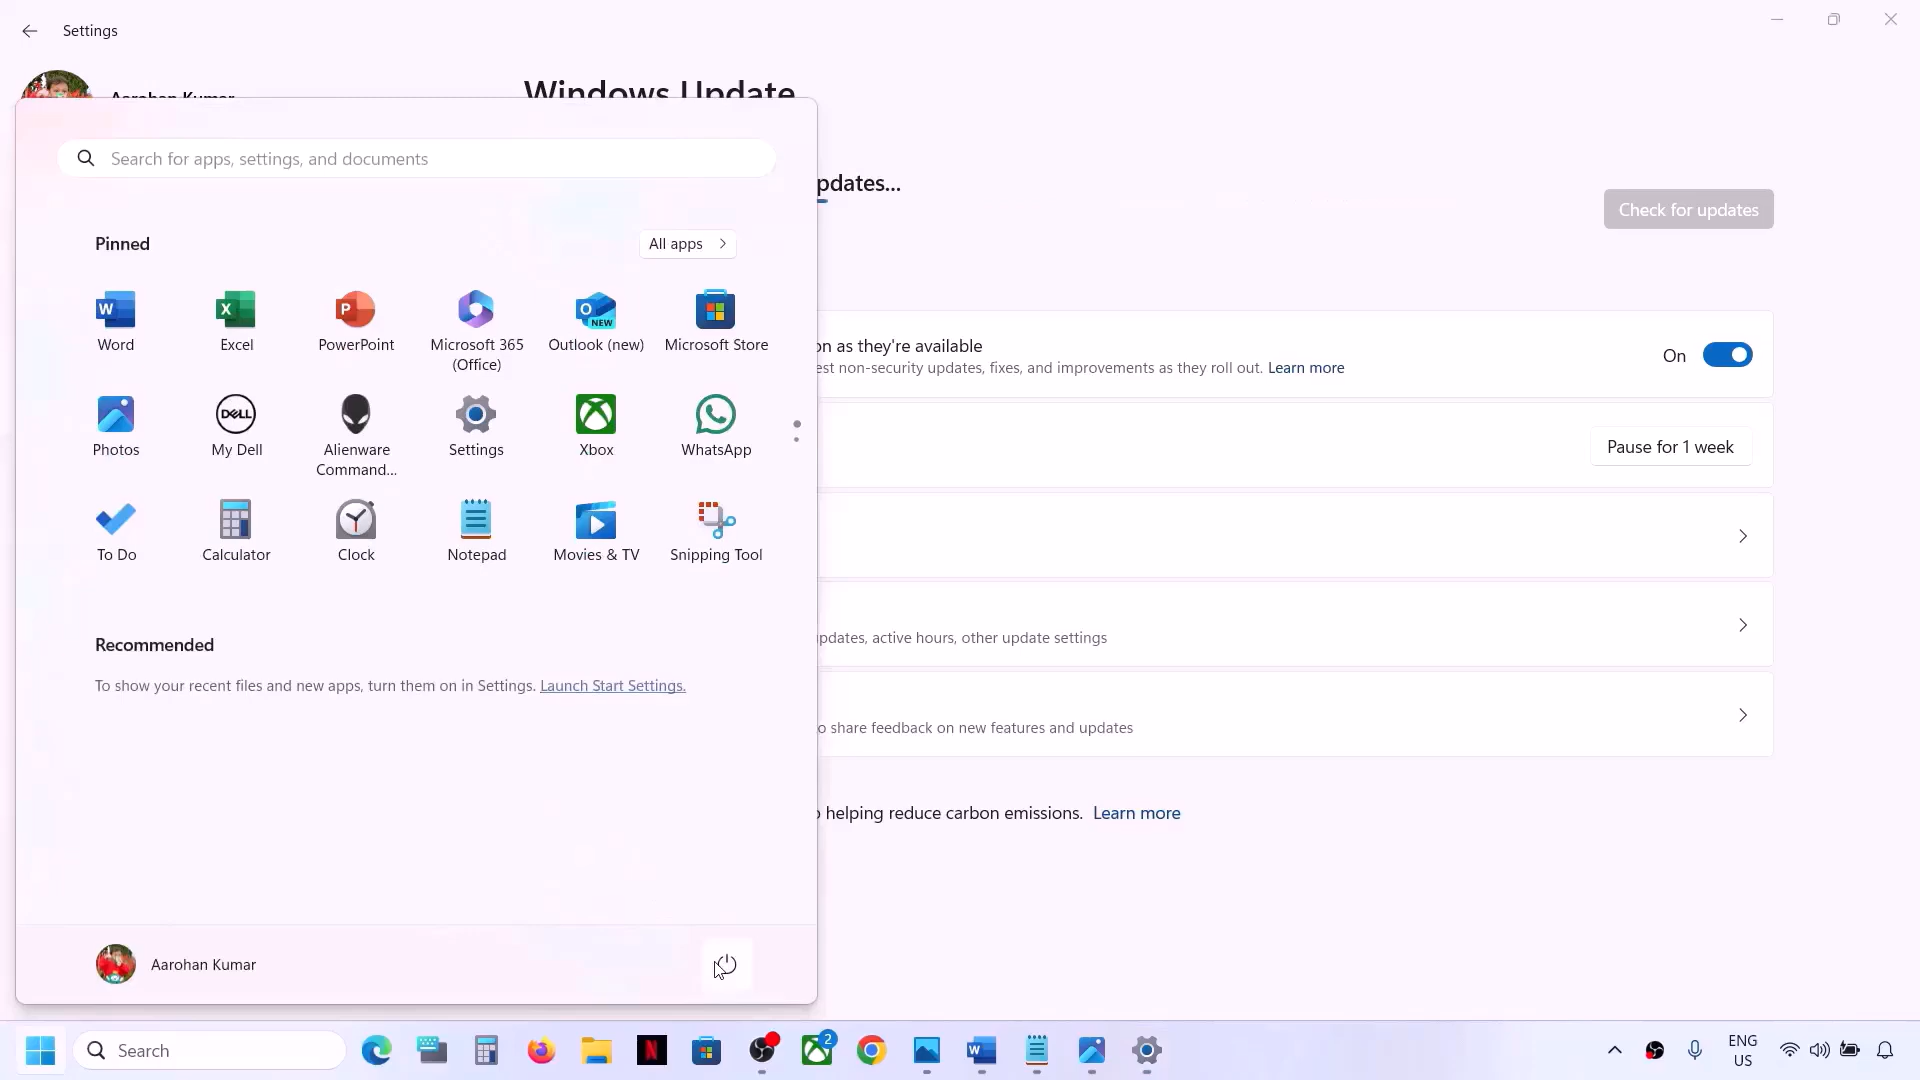 Settings
Aarohan Kumar
Windows Update
Search for apps, settings, and documents
pdates...
Check for updates
Pinned
All apps
Word
Excel
PowerPoint
Microsoft 365
(Office)
Outlook (new)
Microsoft Store
on as they're available
est non-security updates, fixes, and improvements as they roll out. Learn more
On
Photos
My Dell
Alienware
Command...
Settings
Xbox
WhatsApp
Pause for 1 week
To Do
Calculator
Clock
Notepad
Movies & TV
Snipping Tool
pdates, active hours, other update settings
Recommended
To show your recent files and new apps, turn them on in Settings. Launch Start Settings.
o share feedback on new features and updates
o helping reduce carbon emissions. Learn more
Aarohan Kumar
Search
2
ENG
US